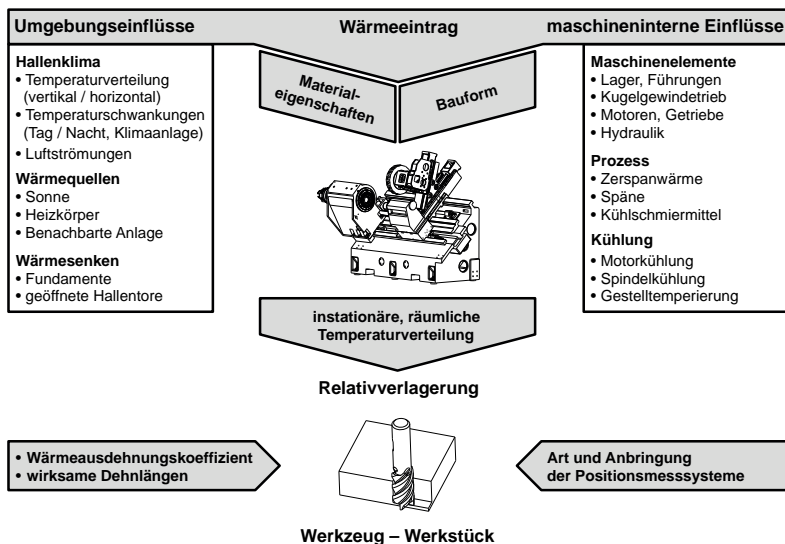 Umgebungseinflüsse
Wärmeeintrag
maschineninterne Einflüsse
Hallenklima
• Temperaturverteilung
(vertikal / horizontal)
• Temperaturschwankungen
(Tag / Nacht, Klimaanlage)
• Luftströmungen
Wärmequellen
• Sonne
• Heizkörper
• Benachbarte Anlage
Wärmesenken
• Fundamente
• geöffnete Hallentore
Material-
eigenschaften
Bauform
Maschinenelemente
• Lager, Führungen
• Kugelgewindetrieb
• Motoren, Getriebe
• Hydraulik
Prozess
• Zerspanwärme
• Späne
• Kühlschmiermittel
Kühlung
• Motorkühlung
• Spindelkühlung
• Gestelltemperierung
instationäre, räumliche
Temperaturverteilung
Relativverlagerung
• Wärmeausdehnungskoeffizient
• wirksame Dehnlängen
Art und Anbringung
der Positionsmesssysteme
Werkzeug – Werkstück